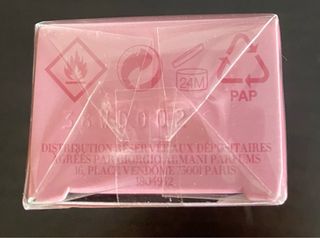 24M
PAP
DISTRIBUTION RÉSERVÉE AUX DÉPOSITAIRES
AGRÉÉS PAR GIORGIO ARMANI PARFUMS
16, PLACE VENDÔME 75001 PARIS